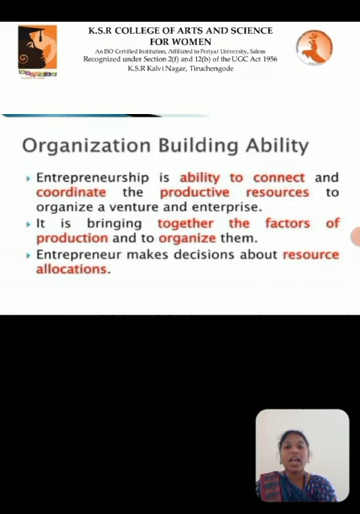 K.S.R COLLEGE OF ARTS AND SCIENCE
FOR WOMEN
An ISO Certified Institution, Affiliated to Periyar University, Salem
Recognized under Section 2(f) and 12(b) of the UGC Act 1956
K.S.R Kalvi Nagar, Tiruchengode
Organization Building Ability
Entrepreneurship is ability to connect and
coordinate the productive resources to
organize a venture and enterprise.
It is bringing together the factors of
production and to organize them.
Entrepreneur makes decisions about resource
allocations.